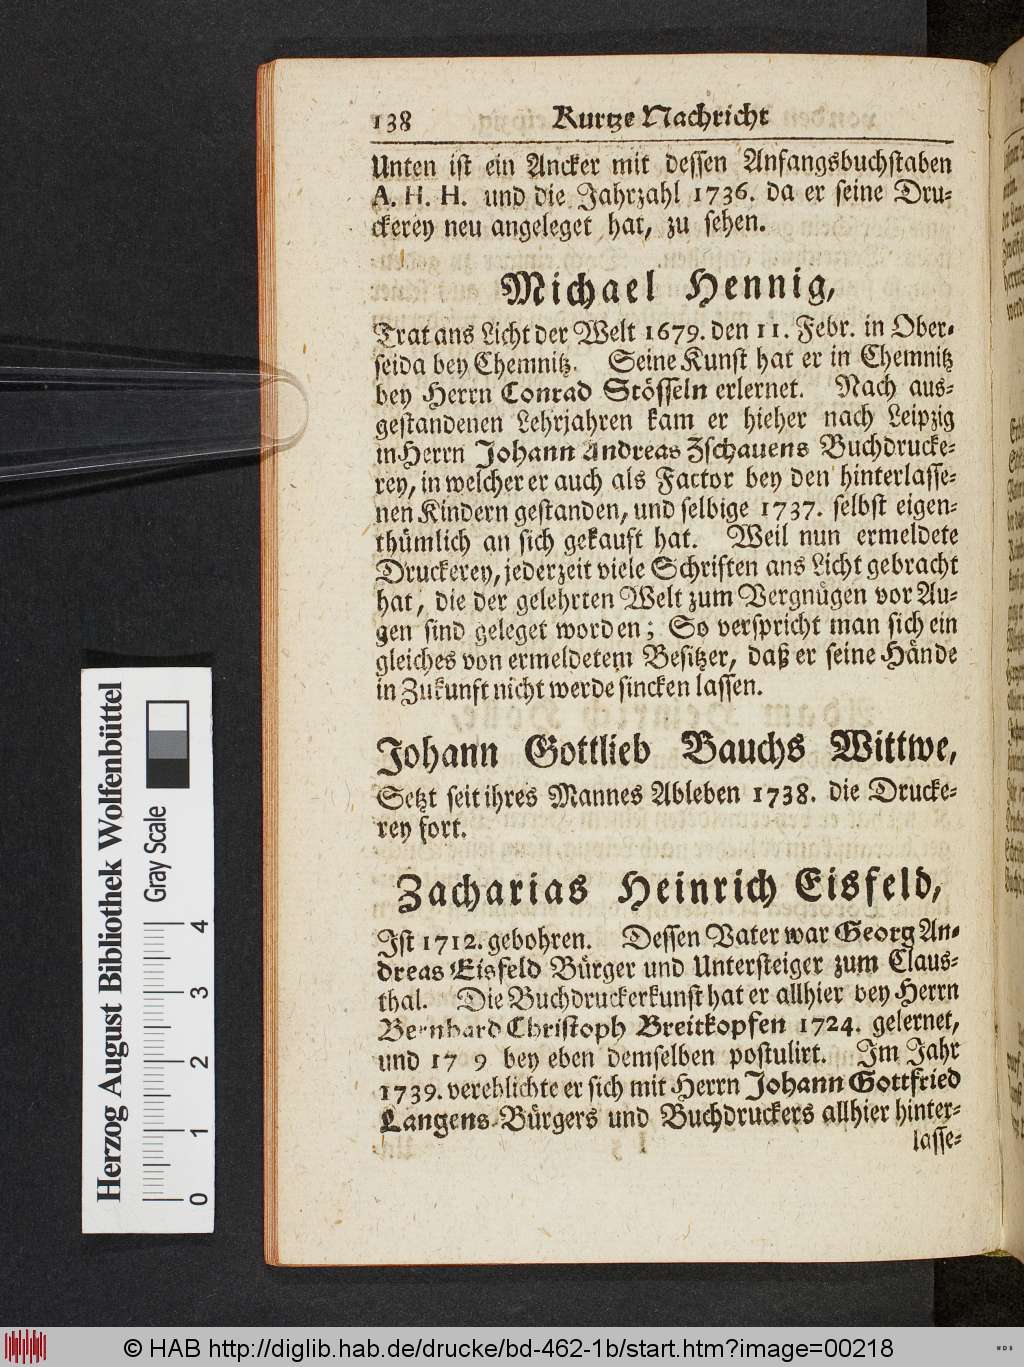 138 Kurtze Nachricht
Unten ist ein Ancker mit dessen Anfangsbuchstaben
A. H. H. und die Jahrzahl 1736. da er seine Dru-
ckerey neu angeleget hat, zu sehen.
Michael Hennig,
Trat ans Licht der Welt 1679. den 11. Febr. in Ober-
seida bey Chemnitz. Seine Kunst hat er in Chemnitz
bey Herrn Conrad Stösseln erlernet. Nach aus-
gestandenen Lehrjahren kam er hieher nach Leipzig
in Herrn Johann Andreas Zschauens Buchdrucke-
rey, in welcher er auch als Factor bey den hinterlasse-
nen Kindern gestanden, und selbige 1737. selbst eigen-
thümlich an sich gekauft hat. Weil nun ermeldete
Druckerey, jederzeit viele Schriften ans Licht gebracht
hat, die der gelehrten Welt zum Vergnügen vor Au-
gen sind geleget worden; So verspricht man sich ein
gleiches von ermeldetem Besitzer, daß er seine Hände
in Zukunft nicht werde sincken lassen.
Johann Gottlieb Bauchs Wittwe,
Setzt seit ihres Mannes Ableben 1738. die Drucke-
rey fort.
Zacharias Heinrich Eisfeld,
Ist 1712. gebohren. Dessen Vater war Georg An-
dreas Eisfeld Bürger und Untersteiger zum Claus-
thal. Die Buchdruckerkunst hat er allhier bey Herrn
Bernhard Christoph Breitkopfen 1724. gelernet,
und 17 9 bey eben demselben postulirt. Im Jahr
1739. verehlichte er sich mit Herrn Johann Gottfried
Langens Bürgers und Buchdruckers allhier hinter-
lasse-
Herzog August Bibliothek Wolfenbüttel
Gray Scale
0 1 2 3 4
© HAB http://diglib.hab.de/drucke/bd-462-1b/start.htm?image=00218